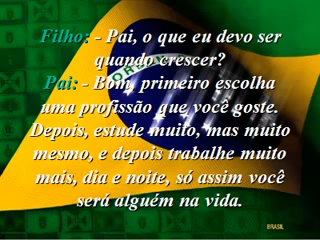 Filho: - Pai, o que eu devo ser
quando crescer?
Pai: - Bom, primeiro escolha
uma profissão que você goste.
Depois, estude muito, mas muito
mesmo, e depois trabalhe muito
mais, dia e noite, só assim você
será alguém na vida.
BRASIL